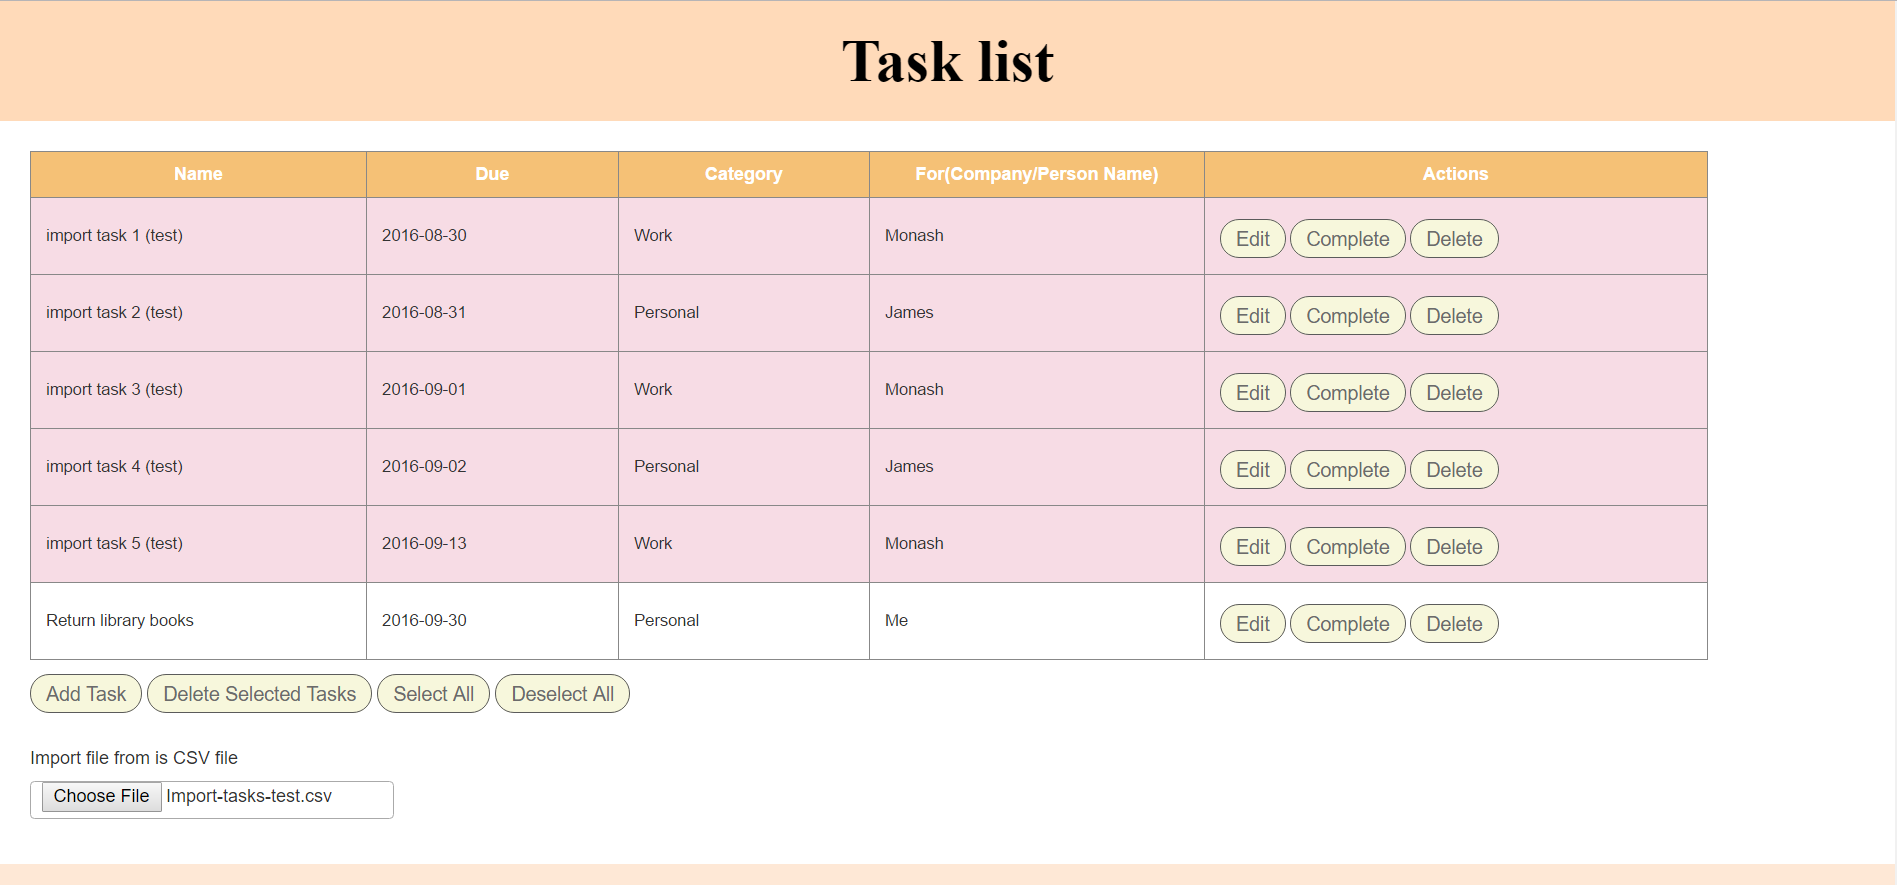 Task list
Name Due Category For(Company/Person Name) Actions
import task 1 (test) 2016-08-30 Work Monash Edit Complete Delete
import task 2 (test) 2016-08-31 Personal James Edit Complete Delete
import task 3 (test) 2016-09-01 Work Monash Edit Complete Delete
import task 4 (test) 2016-09-02 Personal James Edit Complete Delete
import task 5 (test) 2016-09-13 Work Monash Edit Complete Delete
Return library books 2016-09-30 Personal Me Edit Complete Delete
Add Task Delete Selected Tasks Select All Deselect All
Import file from is CSV file
Choose File Import-tasks-test.csv